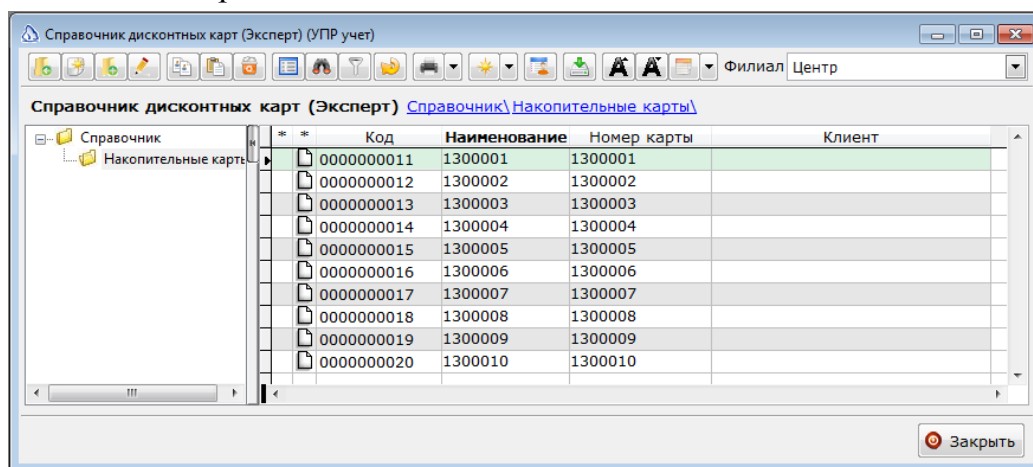 Справочник дисконтных карт (Эксперт) (УПР учет)
Филиал Центр
Справочник дисконтных карт (Эксперт) Справочник\Накопительные карты\
Справочник
Накопительные карты
* * Код Наименование Номер карты Клиент
0000000011 1300001 1300001
0000000012 1300002 1300002
0000000013 1300003 1300003
0000000014 1300004 1300004
0000000015 1300005 1300005
0000000016 1300006 1300006
0000000017 1300007 1300007
0000000018 1300008 1300008
0000000019 1300009 1300009
0000000020 1300010 1300010
Закрыть